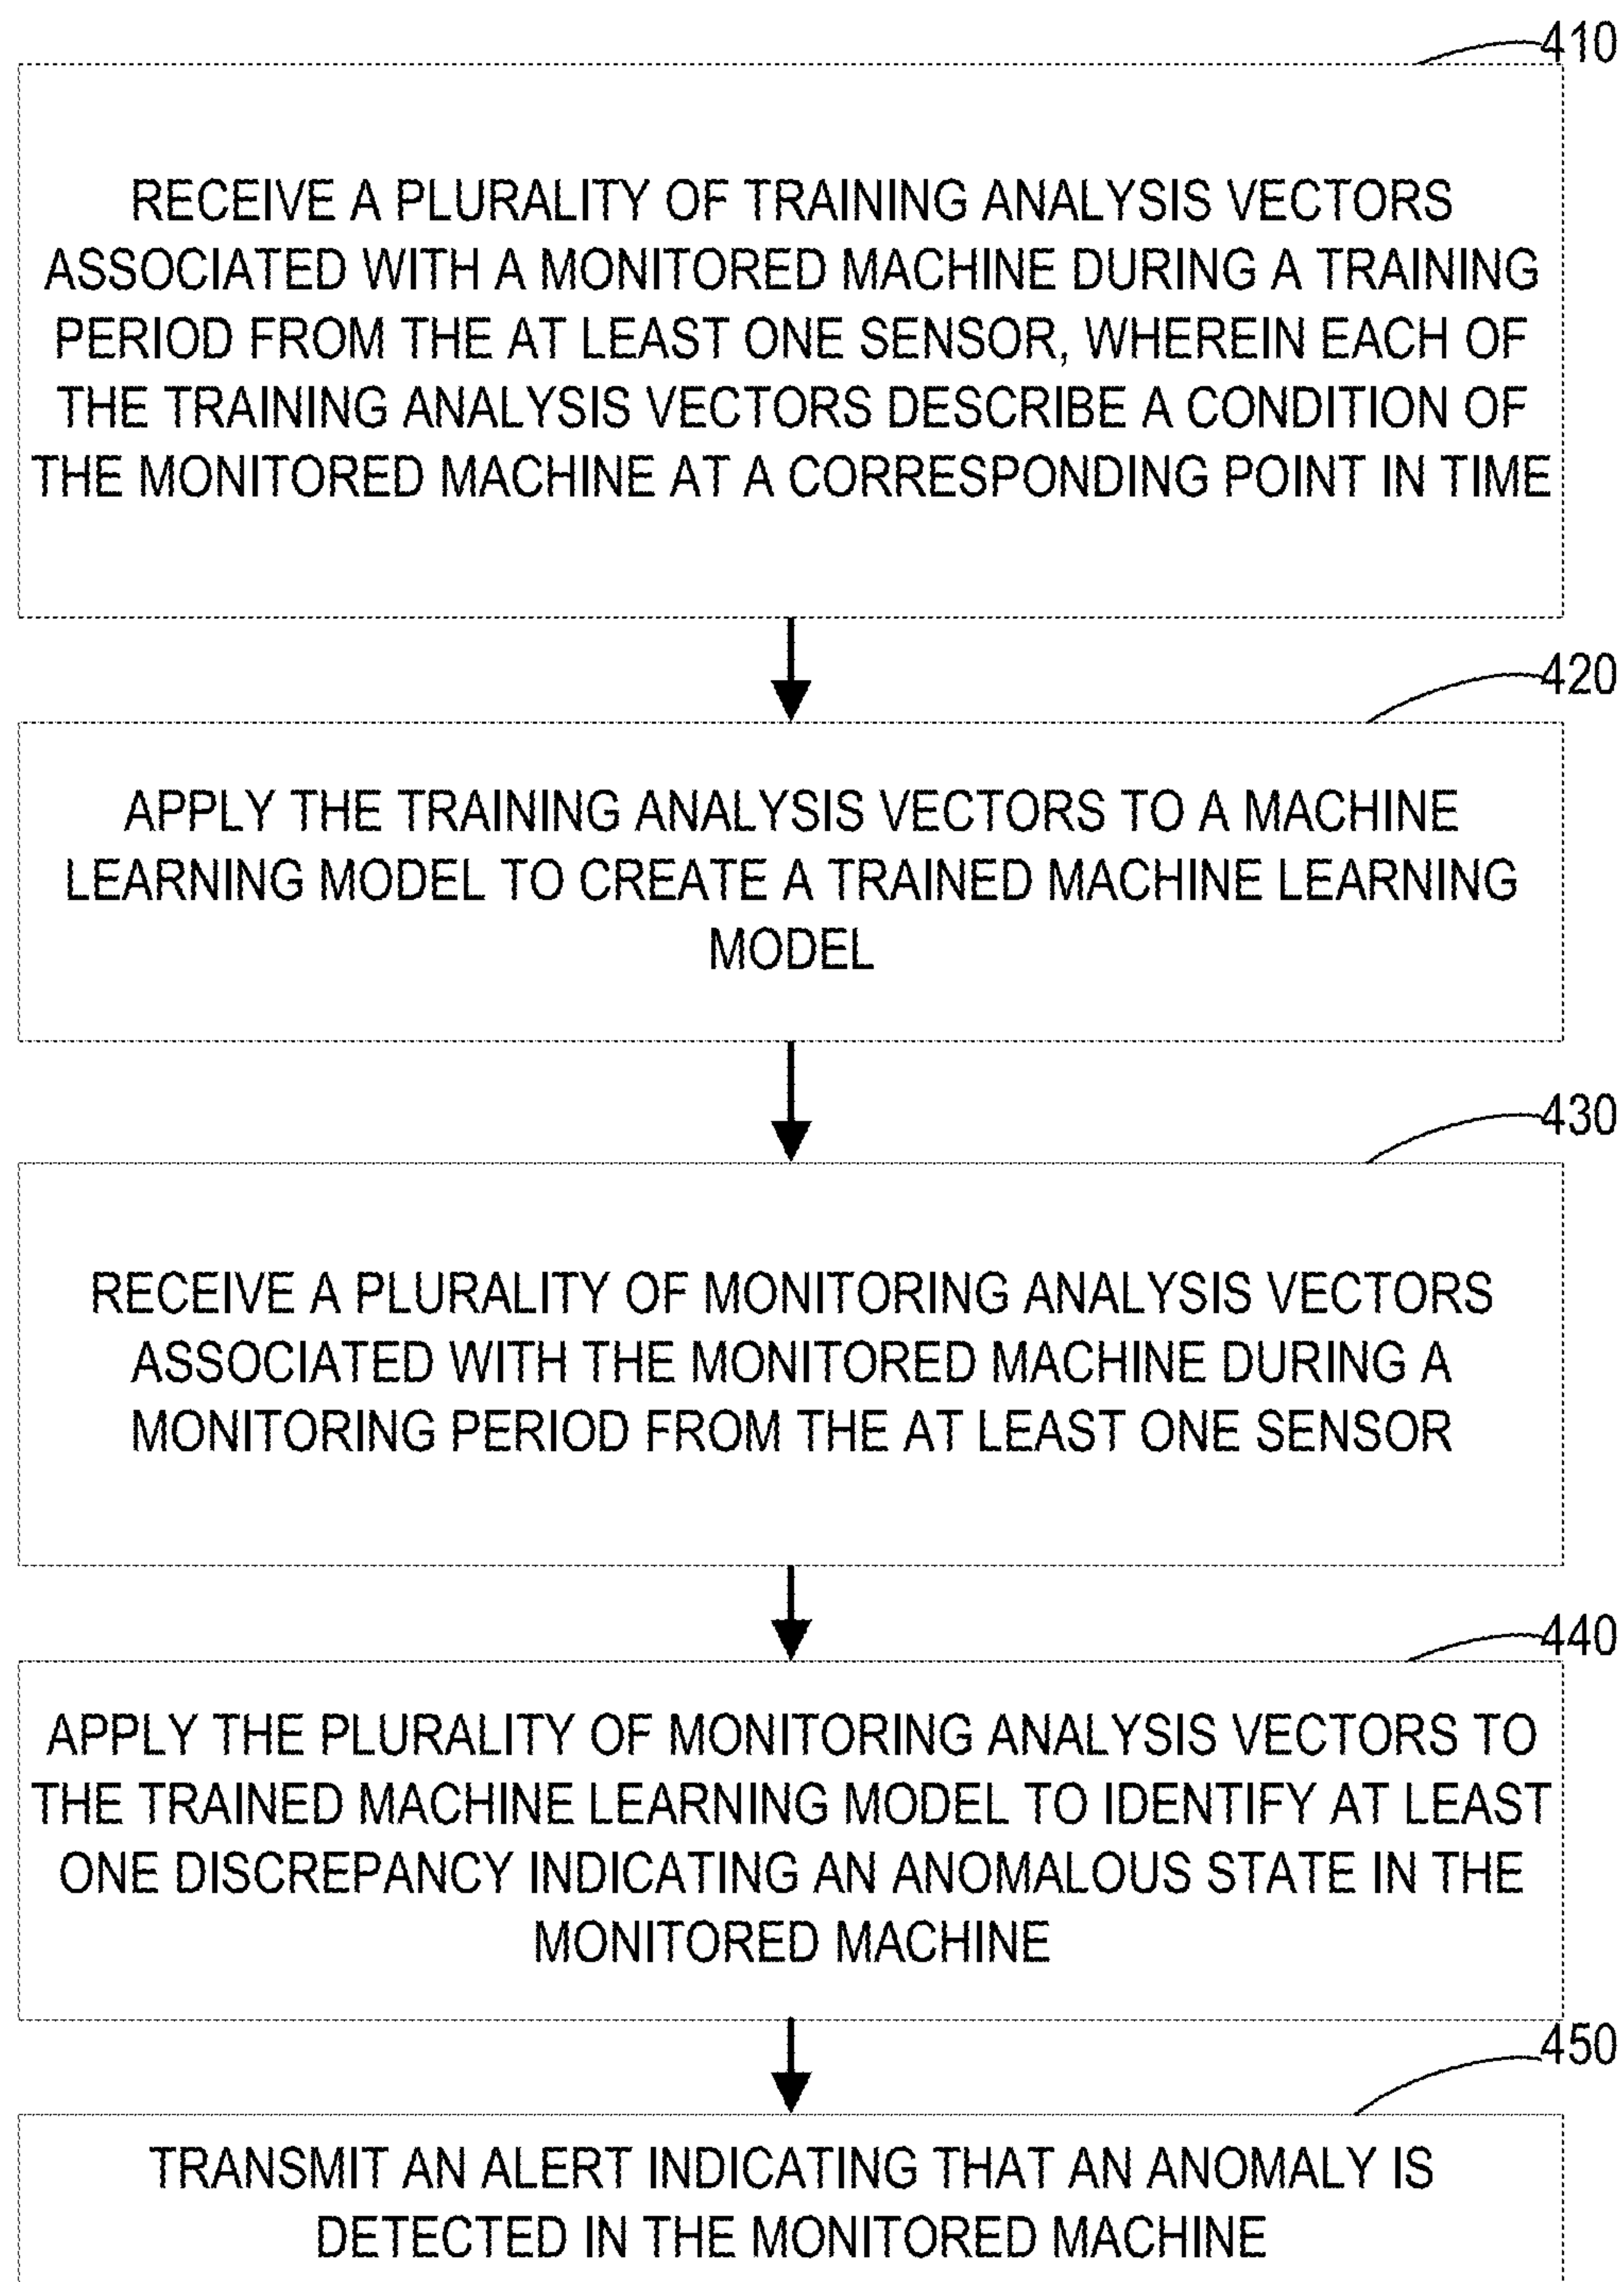 410
RECEIVE A PLURALITY OF TRAINING ANALYSIS VECTORS
ASSOCIATED WITH A MONITORED MACHINE DURING A TRAINING
PERIOD FROM THE AT LEAST ONE SENSOR, WHEREIN EACH OF
THE TRAINING ANALYSIS VECTORS DESCRIBE A CONDITION OF
THE MONITORED MACHINE AT A CORRESPONDING POINT IN TIME
420
APPLY THE TRAINING ANALYSIS VECTORS TO A MACHINE
LEARNING MODEL TO CREATE A TRAINED MACHINE LEARNING
MODEL
430
RECEIVE A PLURALITY OF MONITORING ANALYSIS VECTORS
ASSOCIATED WITH THE MONITORED MACHINE DURING A
MONITORING PERIOD FROM THE AT LEAST ONE SENSOR
440
APPLY THE PLURALITY OF MONITORING ANALYSIS VECTORS TO
THE TRAINED MACHINE LEARNING MODEL TO IDENTIFY AT LEAST
ONE DISCREPANCY INDICATING AN ANOMALOUS STATE IN THE
MONITORED MACHINE
450
TRANSMIT AN ALERT INDICATING THAT AN ANOMALY IS
DETECTED IN THE MONITORED MACHINE